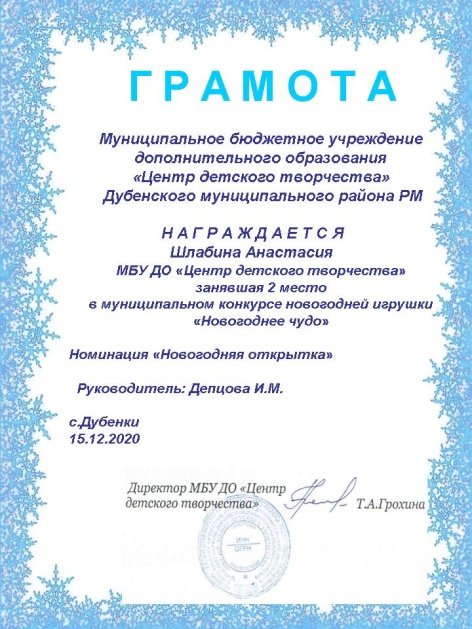 ГРАМОТА
Муниципальное бюджетное учреждение
дополнительного образования
«Центр детского творчества»
Дубенского муниципального района РМ
НАГРАЖДАЕТСЯ
Шлабина Анастасия
МБУ ДО «Центр детского творчества»
занявшая 2 место
в муниципальном конкурсе новогодней игрушки
«Новогоднее чудо»
Номинация «Новогодняя открытка»
Руководитель: Депцова И.М.
с.Дубенки
15.12.2020
Директор МБУ ДО «Центр
детского творчества»
Т.А.Грохина
ИНН
ОГРН